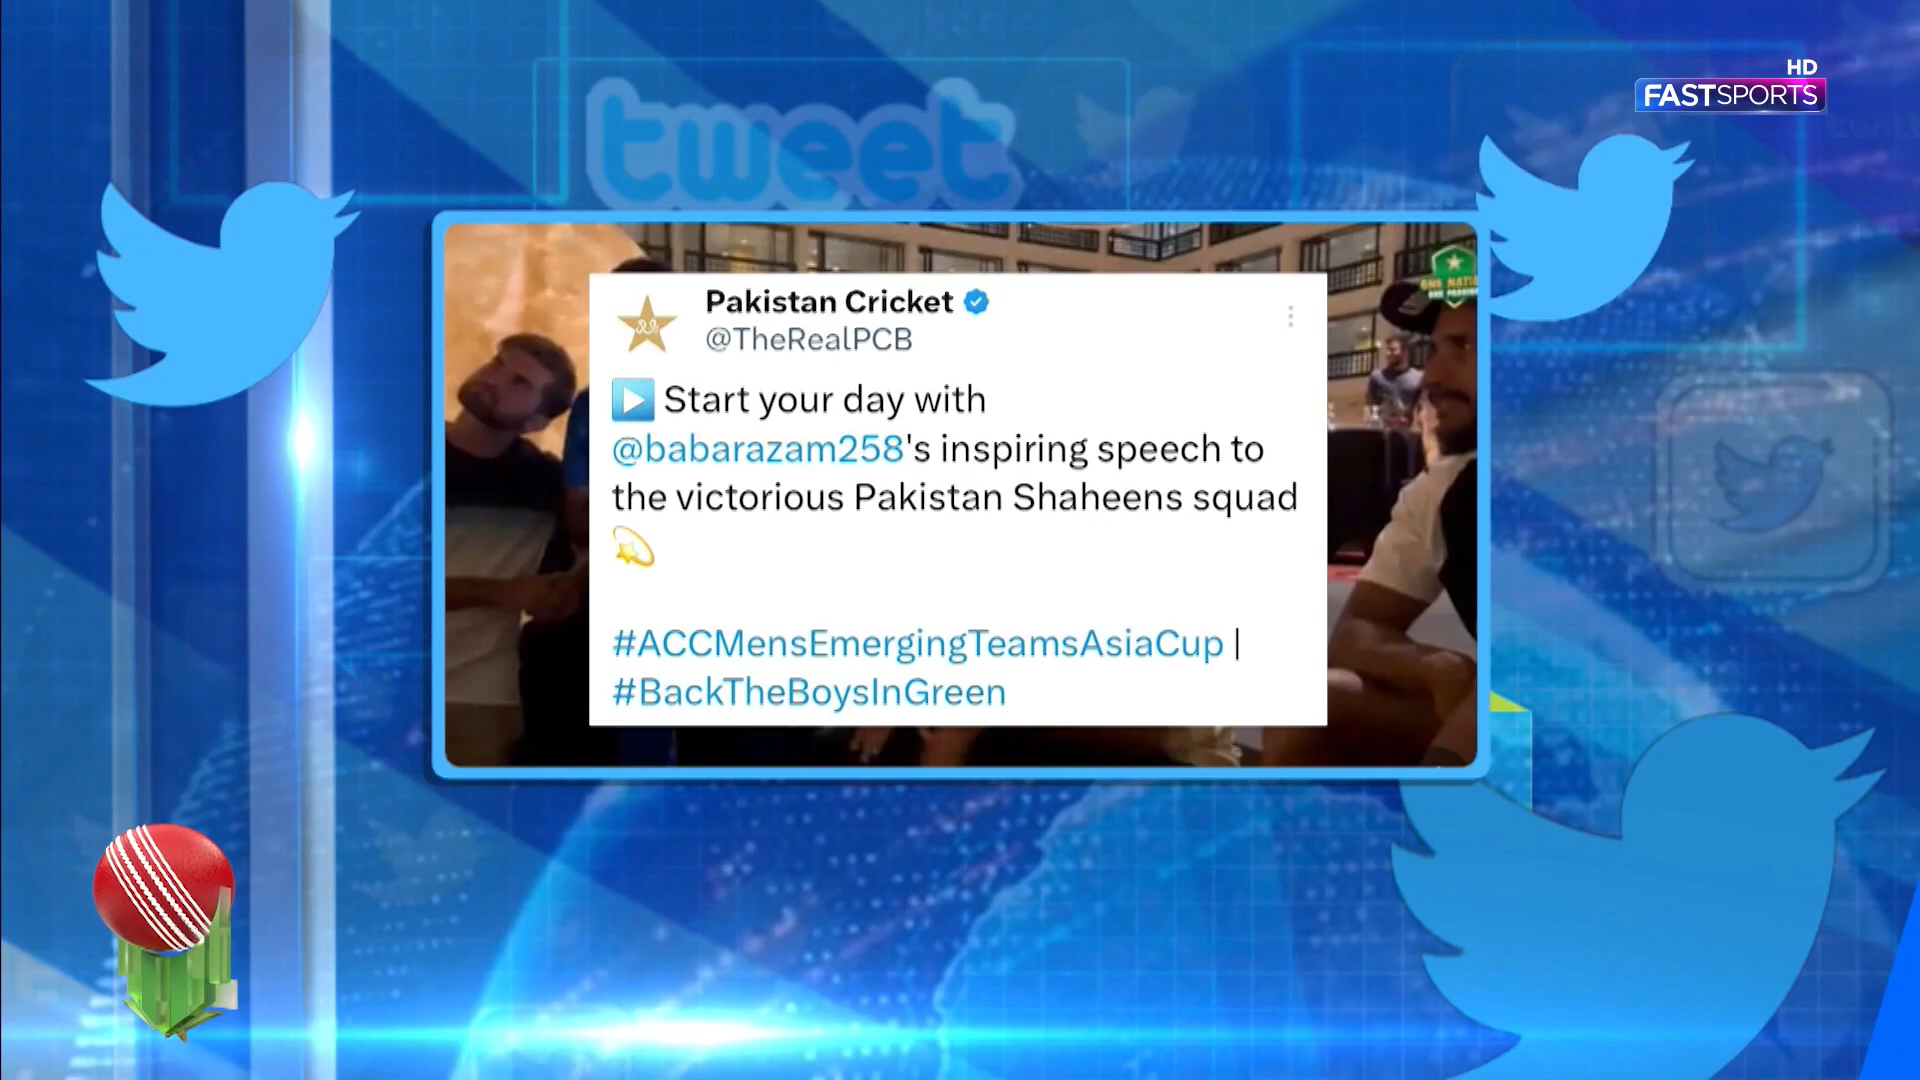 HD
FASTSPORTS
tweet
Pakistan Cricket
@TheRealPCB
Start your day with
@babarazam258's inspiring speech to
the victorious Pakistan Shaheens squad
#ACCMensEmergingTeamsAsiaCup |
#BackTheBoysInGreen